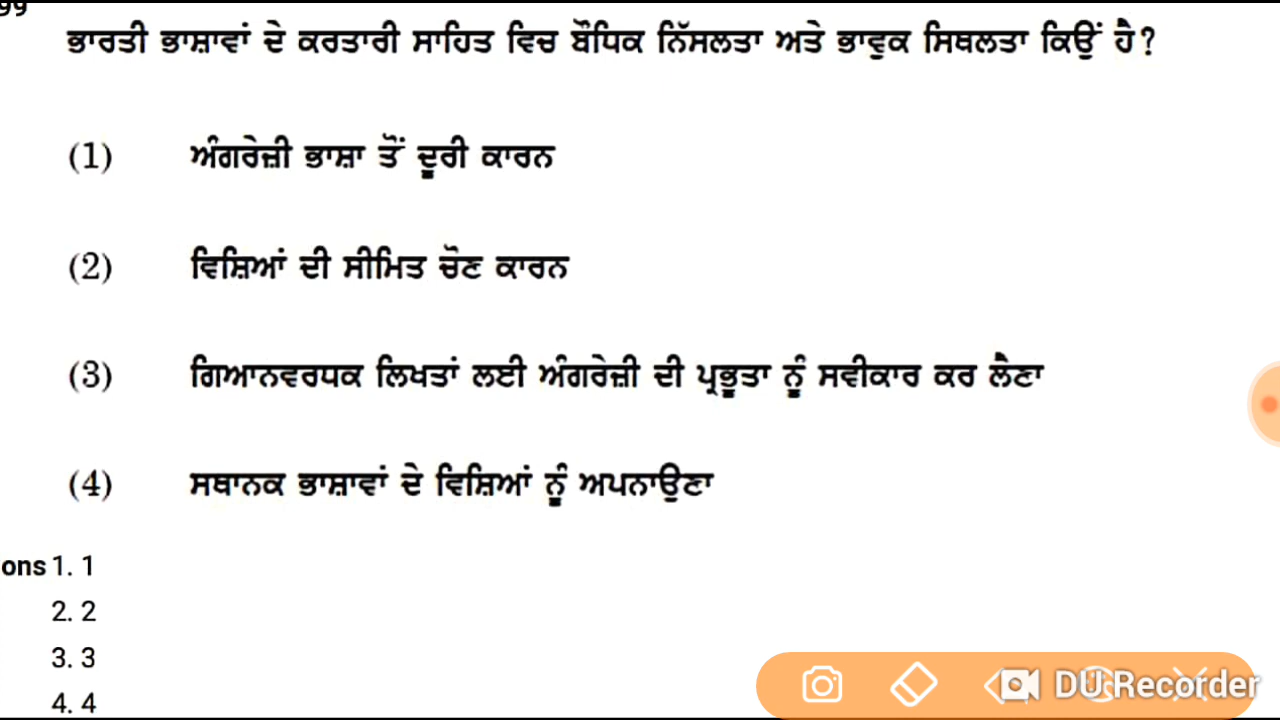 99
ਭਾਰਤੀ ਭਾਸ਼ਾਵਾਂ ਦੇ ਕਰਤਾਰੀ ਸਾਹਿਤ ਵਿਚ ਬੌਧਿਕ ਨਿੱਸਲਤਾ ਅਤੇ ਭਾਵੁਕ ਸਿਥਲਤਾ ਕਿਉਂ ਹੈ?
(1) ਅੰਗਰੇਜ਼ੀ ਭਾਸ਼ਾ ਤੋਂ ਦੂਰੀ ਕਾਰਨ
(2) ਵਿਸ਼ਿਆਂ ਦੀ ਸੀਮਿਤ ਚੋਣ ਕਾਰਨ
(3) ਗਿਆਨਵਰਧਕ ਲਿਖਤਾਂ ਲਈ ਅੰਗਰੇਜ਼ੀ ਦੀ ਪ੍ਰਭੂਤਾ ਨੂੰ ਸਵੀਕਾਰ ਕਰ ਲੈਣਾ
(4) ਸਥਾਨਕ ਭਾਸ਼ਾਵਾਂ ਦੇ ਵਿਸ਼ਿਆਂ ਨੂੰ ਅਪਨਾਉਣਾ
ons 1. 1
2. 2
3. 3
4. 4
DU Recorder